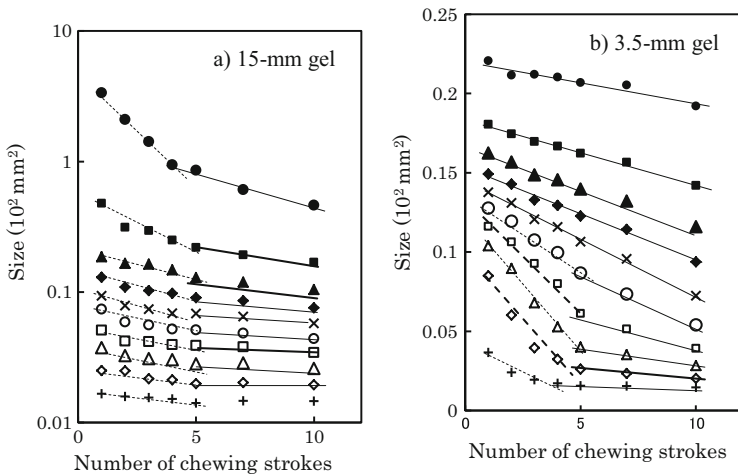 a) 15-mm gel
Size (10² mm²)
10
1
0.1
0.01
0
5
10
Number of chewing strokes
b) 3.5-mm gel
Size (10² mm²)
0.25
0.2
0.15
0.1
0.05
0
0
5
10
Number of chewing strokes